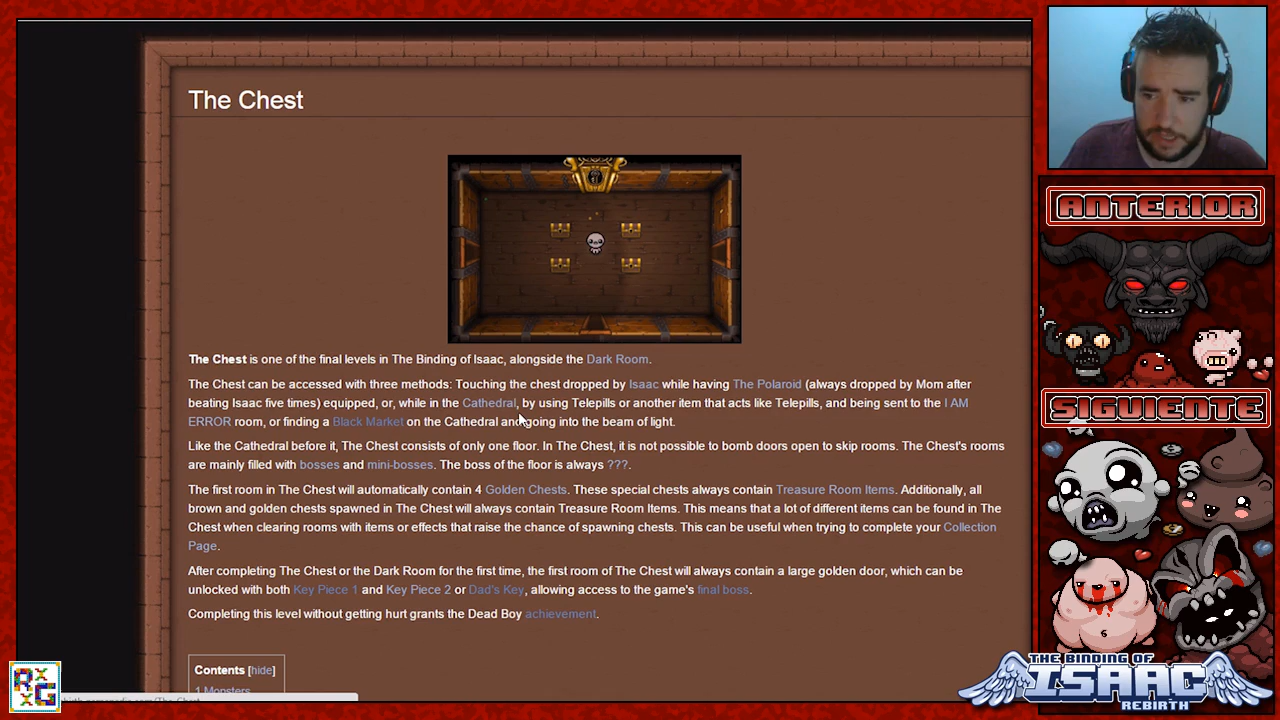 The Chest
The Chest is one of the final levels in The Binding of Isaac, alongside the Dark Room.
The Chest can be accessed with three methods: Touching the chest dropped by Isaac while having The Polaroid (always dropped by Mom after
beating Isaac five times) equipped, or, while in the Cathedral, by using Telepills or another item that acts like Telepills, and being sent to the I AM
ERROR room, or finding a Black Market on the Cathedral and going into the beam of light.
Like the Cathedral before it, The Chest consists of only one floor. In The Chest, it is not possible to bomb doors open to skip rooms. The Chest's rooms
are mainly filled with bosses and mini-bosses. The boss of the floor is always ???.
The first room in The Chest will automatically contain 4 Golden Chests. These special chests always contain Treasure Room Items. Additionally, all
brown and golden chests spawned in The Chest will always contain Treasure Room Items. This means that a lot of different items can be found in The
Chest when clearing rooms with items or effects that raise the chance of spawning chests. This can be useful when trying to complete your Collection
Page.
After completing The Chest or the Dark Room for the first time, the first room of The Chest will always contain a large golden door, which can be
unlocked with both Key Piece 1 and Key Piece 2 or Dad's Key, allowing access to the game's final boss.
Completing this level without getting hurt grants the Dead Boy achievement.
Contents [hide]
1 Monsters
ANTERIOR
SIGUIENTE
THE BINDING OF
ISAAC
REBIRTH
RxG